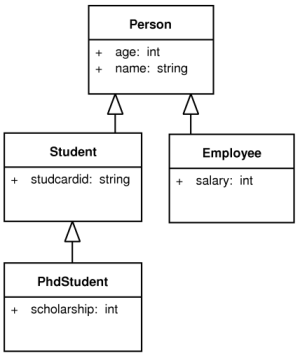 Person
+ age: int
+ name: string
Student
+ studcardid: string
Employee
+ salary: int
PhdStudent
+ scholarship: int